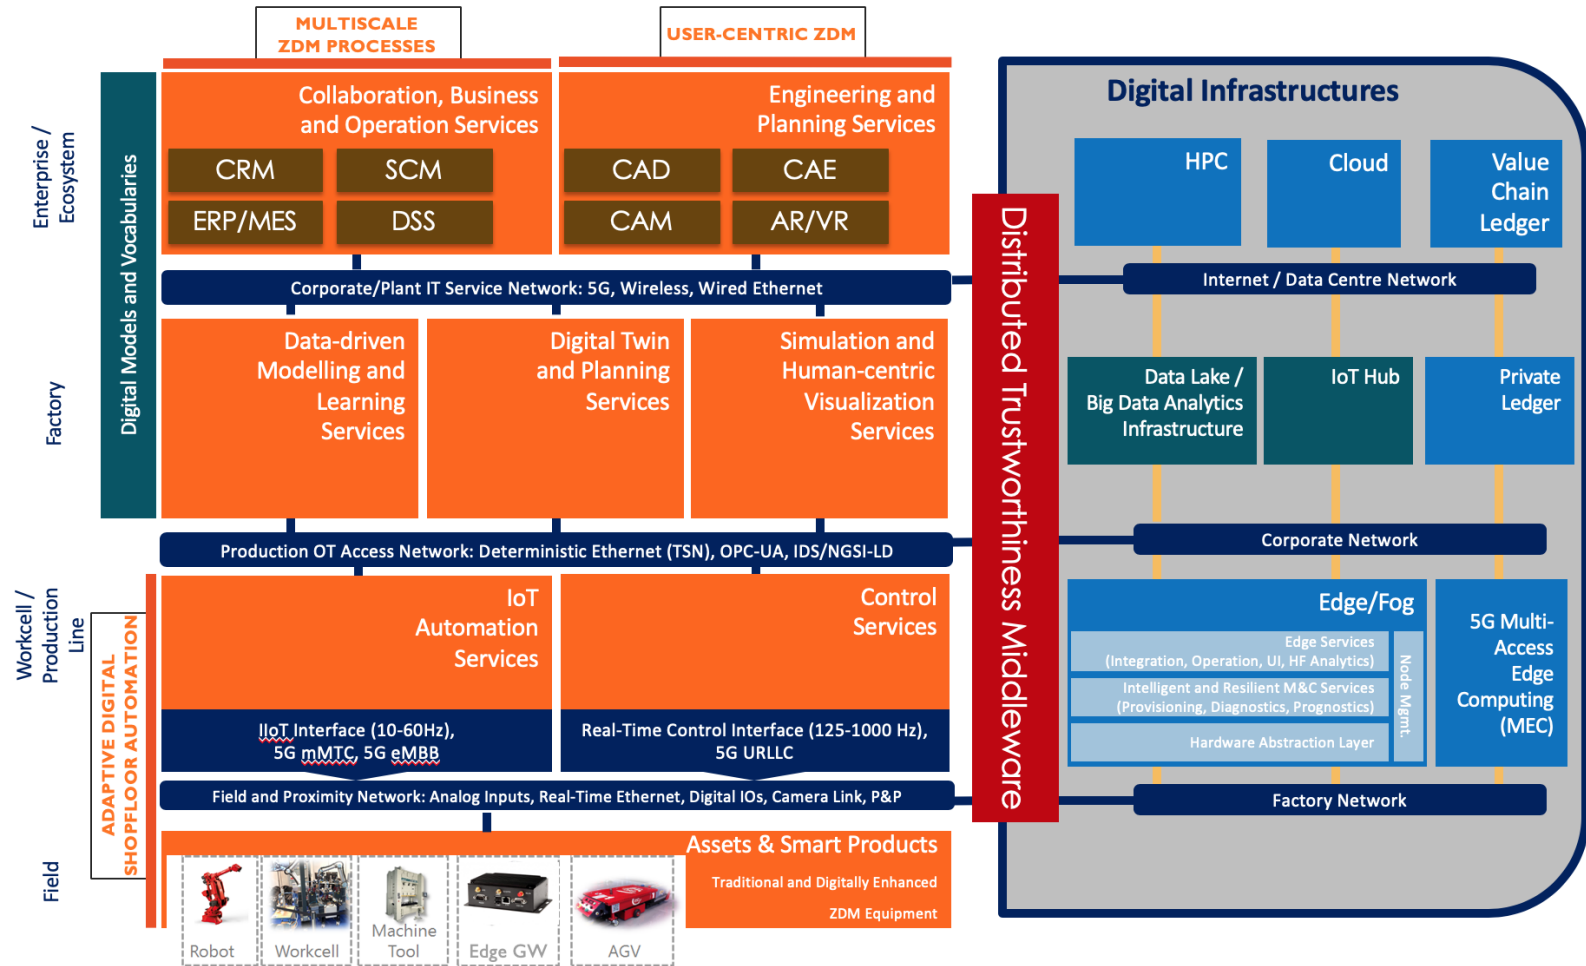 MULTISCALE
ZDM PROCESSES
USER-CENTRIC ZDM
Enterprise /
Ecosystem
Factory
Workcell /
Production
Line
Field
Digital Models and Vocabularies
ADAPTIVE DIGITAL
SHOPFLOOR AUTOMATION
Collaboration, Business
and Operation Services
CRM
SCM
ERP/MES
DSS
Engineering and
Planning Services
CAD
CAE
CAM
AR/VR
Corporate/Plant IT Service Network: 5G, Wireless, Wired Ethernet
Data-driven
Modelling and
Learning
Services
Digital Twin
and Planning
Services
Simulation and
Human-centric
Visualization
Services
Production OT Access Network: Deterministic Ethernet (TSN), OPC-UA, IDS/NGSI-LD
IoT
Automation
Services
Control
Services
IIoT Interface (10-60Hz),
5G mMTC, 5G eMBB
Real-Time Control Interface (125-1000 Hz),
5G URLLC
Field and Proximity Network: Analog Inputs, Real-Time Ethernet, Digital IOs, Camera Link, P&P
Assets & Smart Products
Traditional and Digitally Enhanced
ZDM Equipment
Robot
Workcell
Machine
Tool
Edge GW
AGV
Distributed Trustworthiness Middleware
Digital Infrastructures
HPC
Cloud
Value
Chain
Ledger
Internet / Data Centre Network
Data Lake /
Big Data Analytics
Infrastructure
IoT Hub
Private
Ledger
Corporate Network
Edge/Fog
Edge Services
(Integration, Operation, UI, HF Analytics)
Intelligent and Resilient M&C Services
(Provisioning, Diagnostics, Prognostics)
Hardware Abstraction Layer
Node Mgmt.
5G Multi-
Access
Edge
Computing
(MEC)
Factory Network